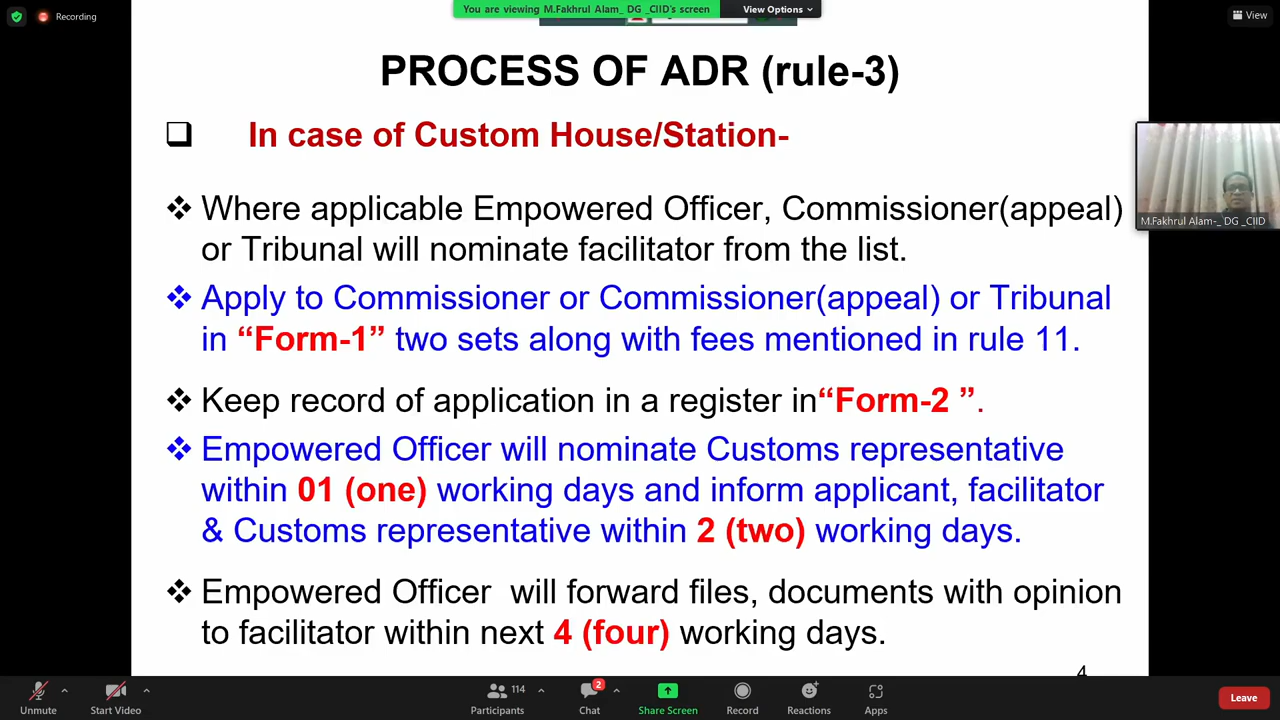 Recording
You are viewing M.Fakhrul Alam_ DG _CIID's screen
View Options
View
PROCESS OF ADR (rule-3)
In case of Custom House/Station-
Where applicable Empowered Officer, Commissioner(appeal)
or Tribunal will nominate facilitator from the list.
Apply to Commissioner or Commissioner(appeal) or Tribunal
in “Form-1” two sets along with fees mentioned in rule 11.
Keep record of application in a register in“Form-2 ”.
Empowered Officer will nominate Customs representative
within 01 (one) working days and inform applicant, facilitator
& Customs representative within 2 (two) working days.
Empowered Officer  will forward files, documents with opinion
to facilitator within next 4 (four) working days.
4
M.Fakhrul Alam-_ DG _CIID
Unmute
Start Video
114
Participants
2
Chat
Share Screen
Record
Reactions
Apps
Leave